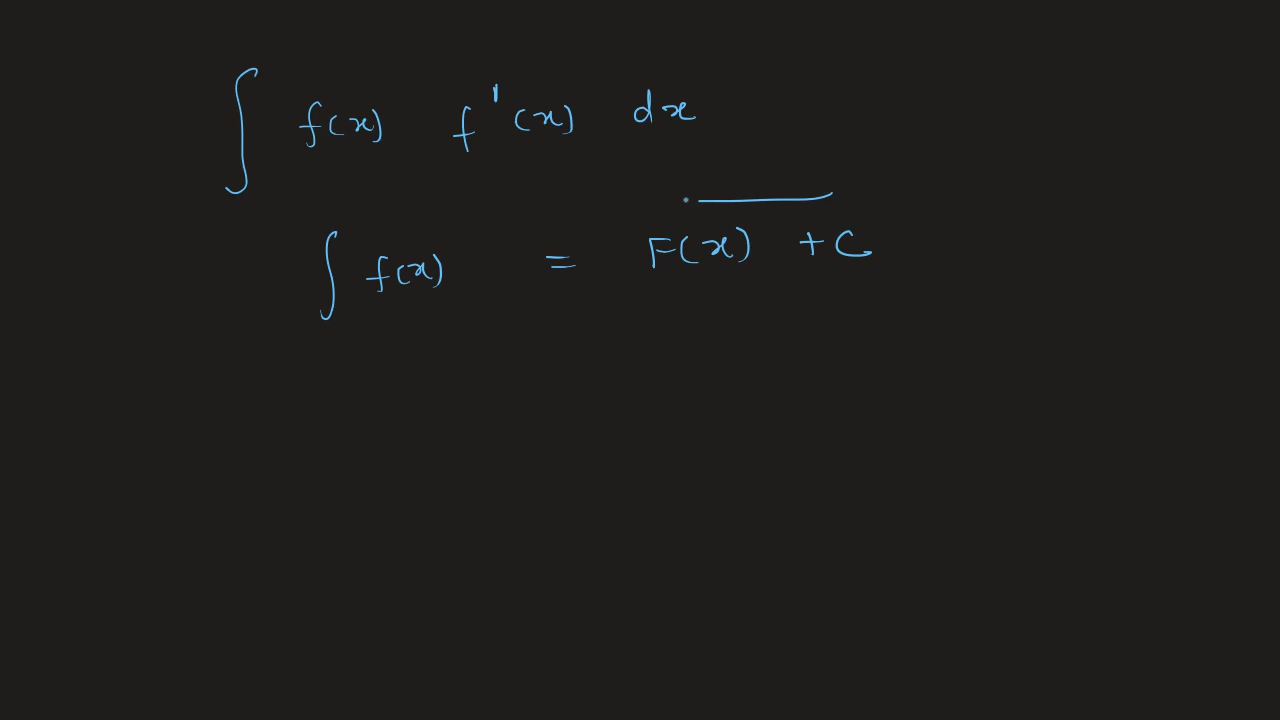 ∫ f(x) f'(x) dx
∫ f(x) = F(x) + C